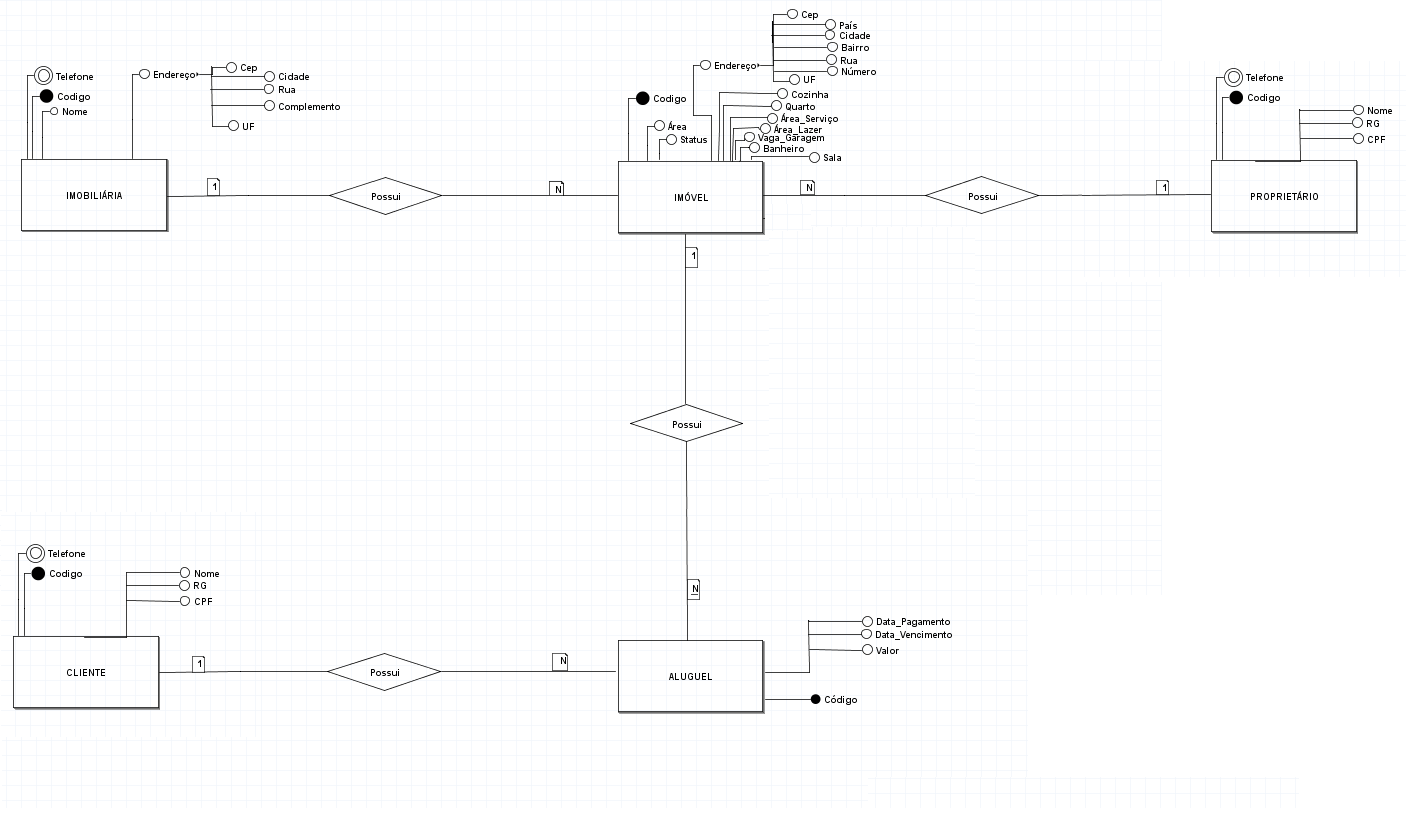 Telefone
Codigo
Nome
Endereço
Cep
Cidade
Rua
Complemento
UF
IMOBILIÁRIA
1
Possui
N
Codigo
Área
Status
Endereço
Cep
País
Cidade
Bairro
Rua
Número
UF
Cozinha
Quarto
Área_Serviço
Área_Lazer
Vaga_Garagem
Banheiro
Sala
IMÓVEL
N
Possui
1
Telefone
Codigo
Nome
RG
CPF
PROPRIETÁRIO
1
Possui
N
Telefone
Codigo
Nome
RG
CPF
CLIENTE
1
Possui
N
ALUGUEL
Data_Pagamento
Data_Vencimento
Valor
Código